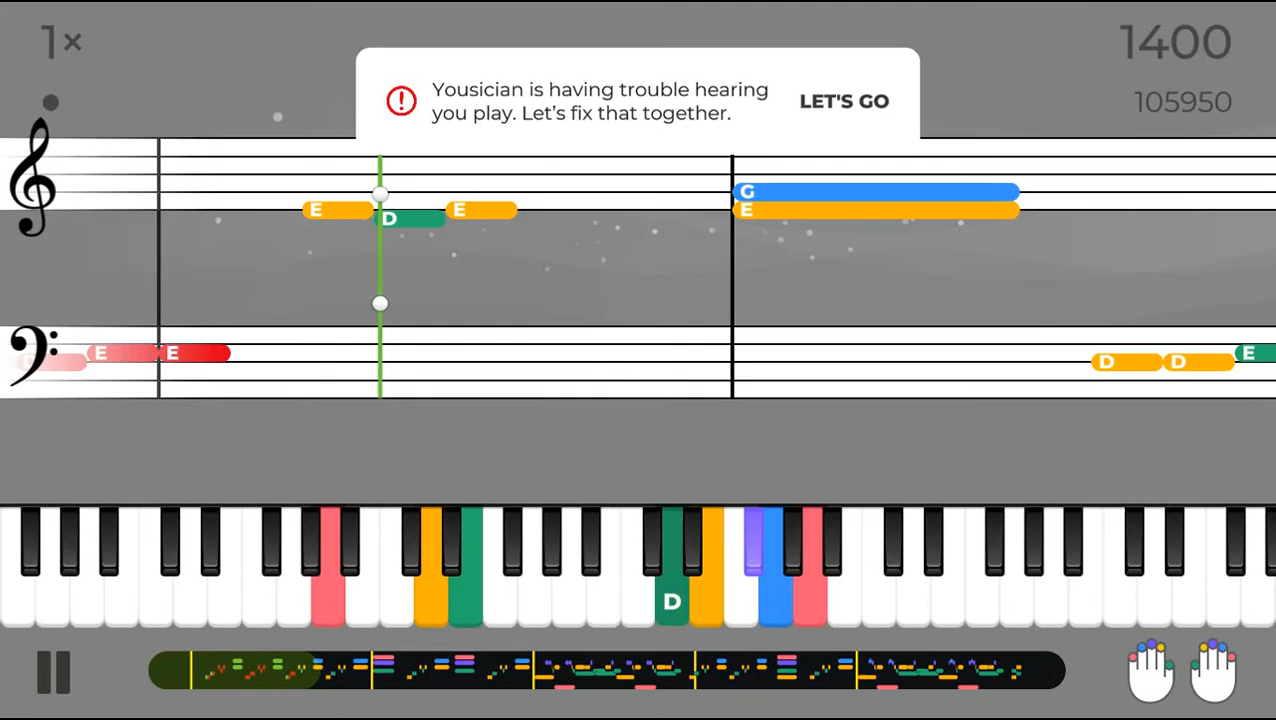 1×
1400
Yousician is having trouble hearing
you play. Let's fix that together.
LET'S GO
105950
G
E D E E
E E
D D E
D